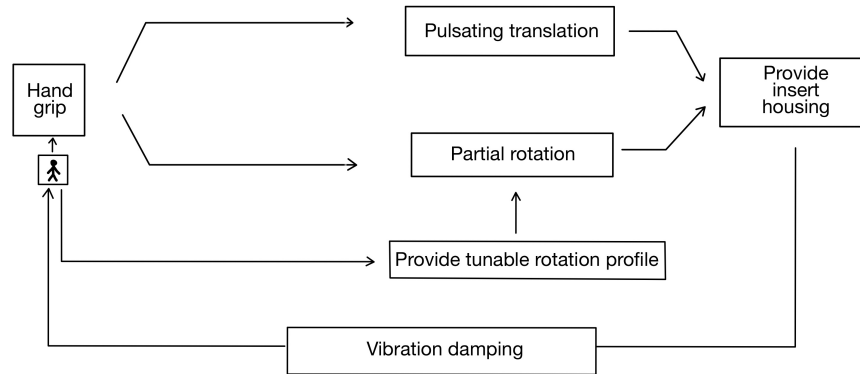 Pulsating translation
Hand
grip
Provide
insert
housing
Partial rotation
Provide tunable rotation profile
Vibration damping